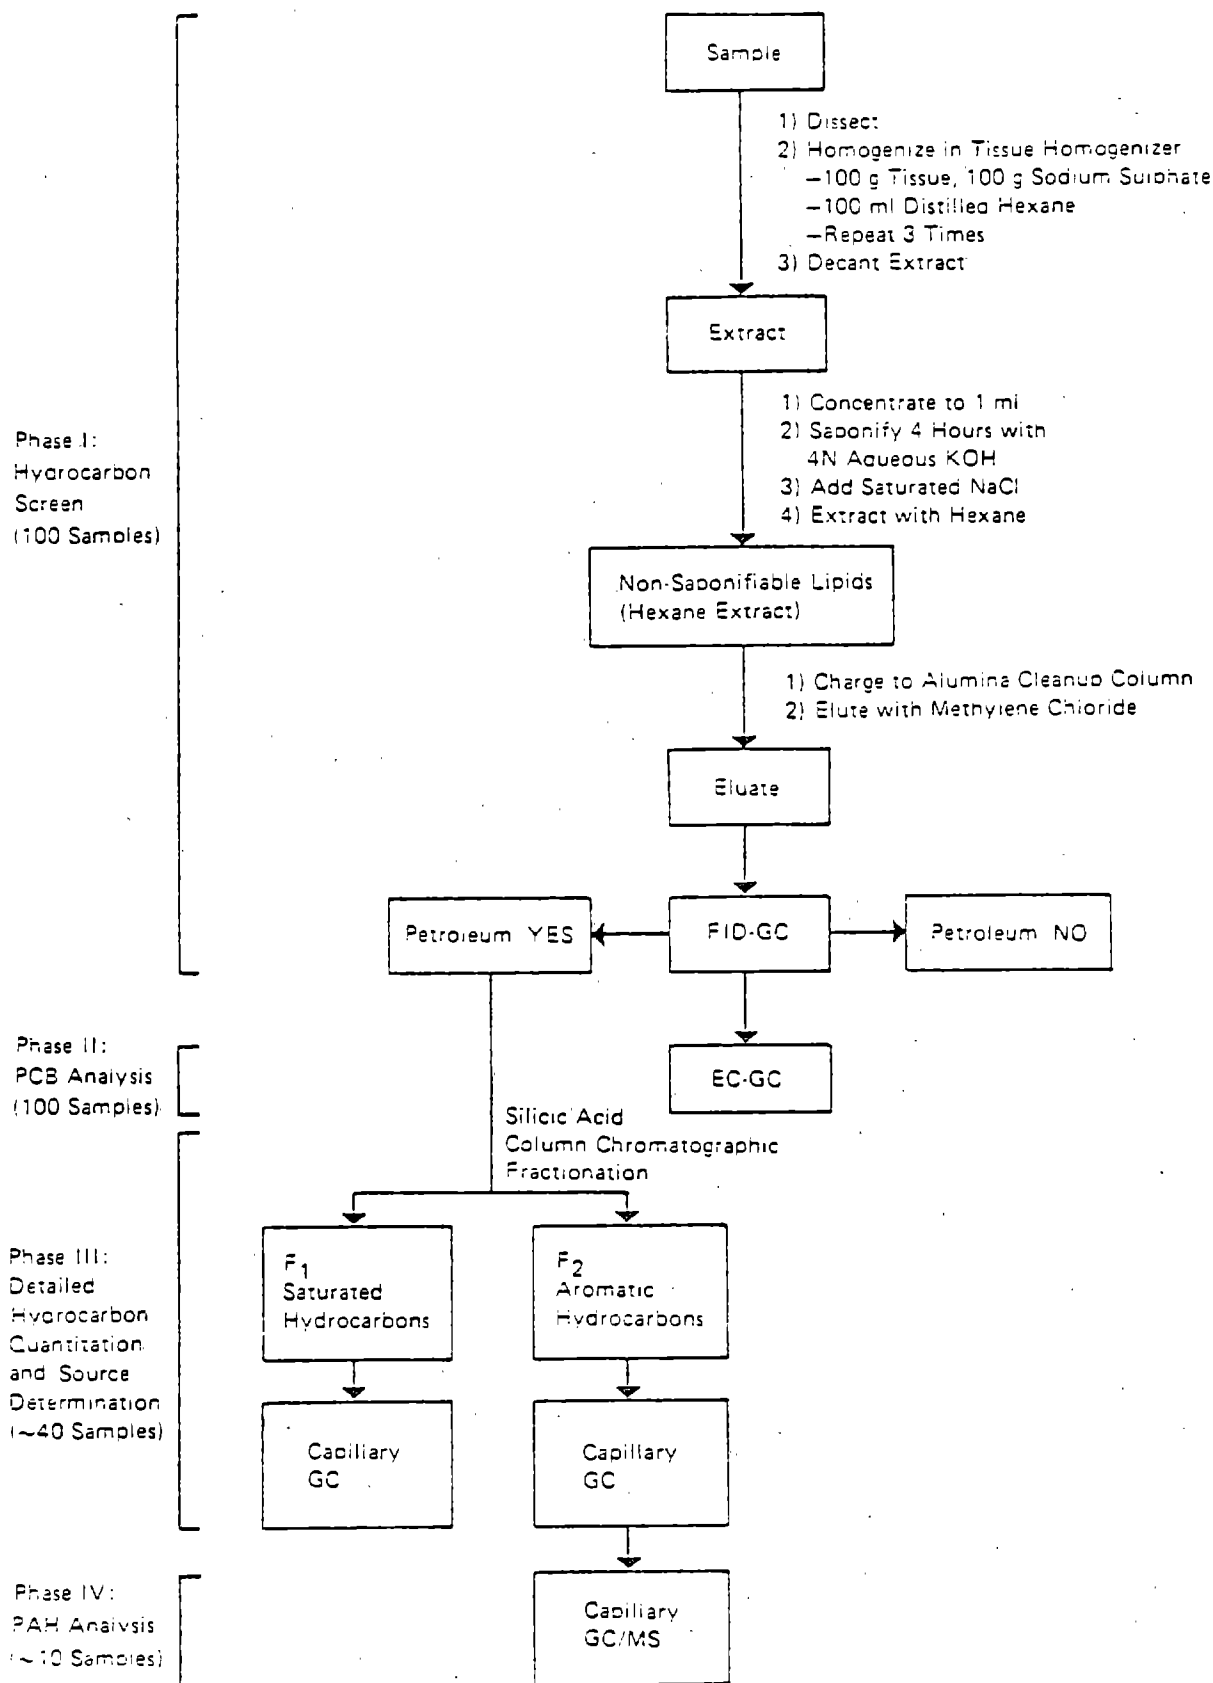 Sample
1) Dissect
2) Homogenize in Tissue Homogenizer
–100 g Tissue, 100 g Sodium Sulphate
–100 ml Distilled Hexane
–Repeat 3 Times
3) Decant Extract
Extract
1) Concentrate to 1 ml
2) Saponify 4 Hours with
4N Aqueous KOH
3) Add Saturated NaCl
4) Extract with Hexane
Phase I:
Hydrocarbon
Screen
(100 Samples)
Non-Saponifiable Lipids
(Hexane Extract)
1) Charge to Alumina Cleanup Column
2) Elute with Methylene Chloride
Eluate
Petroleum YES
FID-GC
Petroleum NO
Phase II:
PCB Analysis
(100 Samples)
EC-GC
Silicic Acid
Column Chromatographic
Fractionation
Phase III:
Detailed
Hydrocarbon
Quantitation
and Source
Determination
(~40 Samples)
F1
Saturated
Hydrocarbons
F2
Aromatic
Hydrocarbons
Capillary
GC
Capillary
GC
Phase IV:
PAH Analysis
(~10 Samples)
Capillary
GC/MS